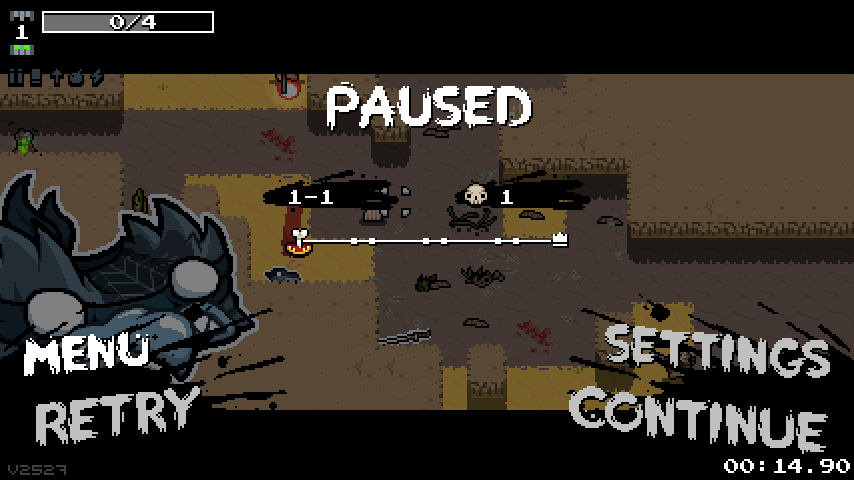 1
0/4
PAUSED
1-1
1
MENU
SETTINGS
RETRY
CONTINUE
V2527
00:14.90